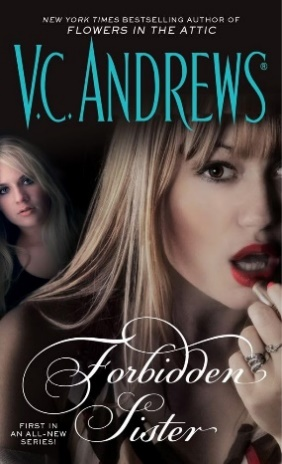 NEW YORK TIMES BESTSELLING AUTHOR OF
FLOWERS IN THE ATTIC
V.C. ANDREWS®
Forbidden
Sister
FIRST IN
AN ALL-NEW
SERIES!